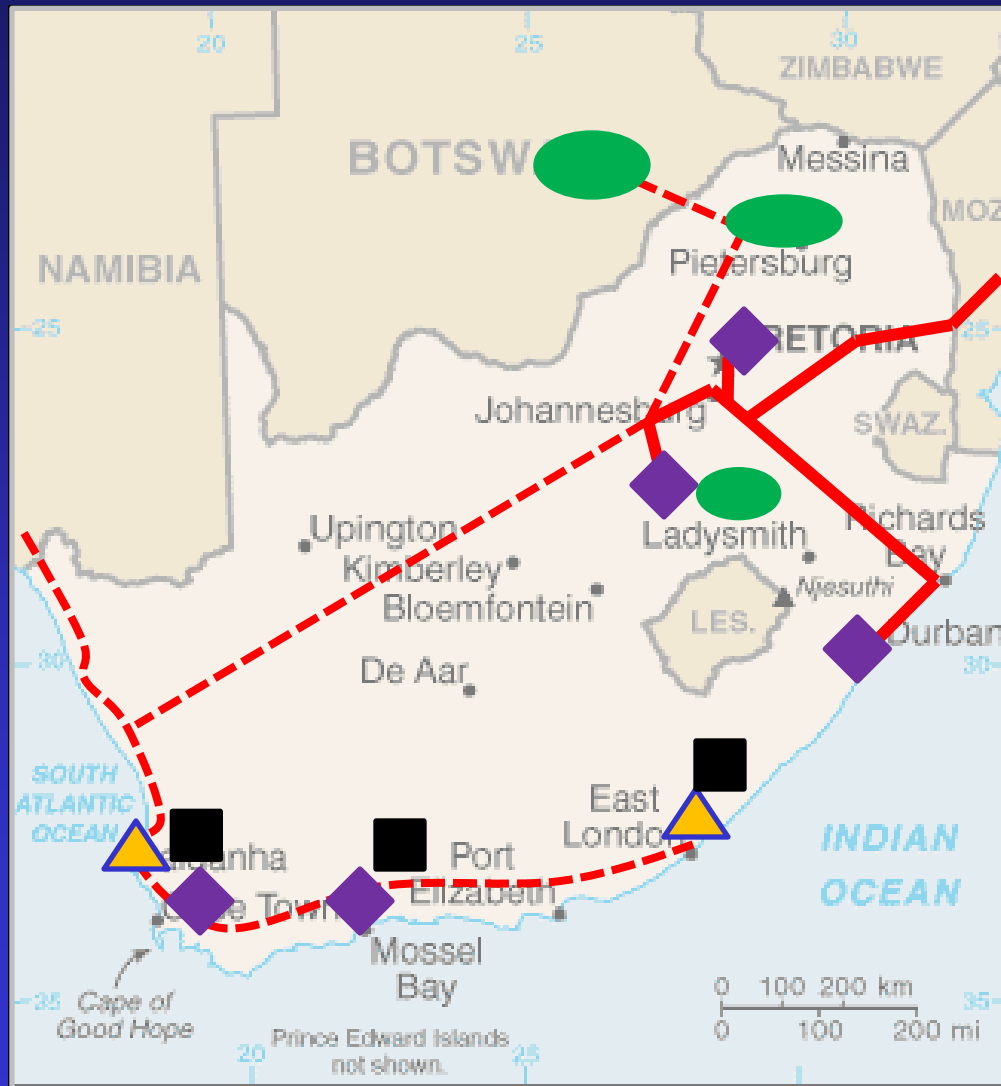 20
25
30
ZIMBABWE
BOTSW
Messina
MOZ
NAMIBIA
Pietersburg
25
25
RETORIA
Johannesburg
SWAZ.
Upington
Richards
Bay
Ladysmith
Kimberley
Njesuthi
Bloemfontein
LES.
Durban
30
30
De Aar
SOUTH
ATLANTIC
OCEAN
East
London
INDIAN
OCEAN
Port
Elizabeth
Town
Mossel
Bay
Cape of
Good Hope
0 100 200 km
0 100 200 mi
35
35
Prince Edward Islands
not shown.
20
25